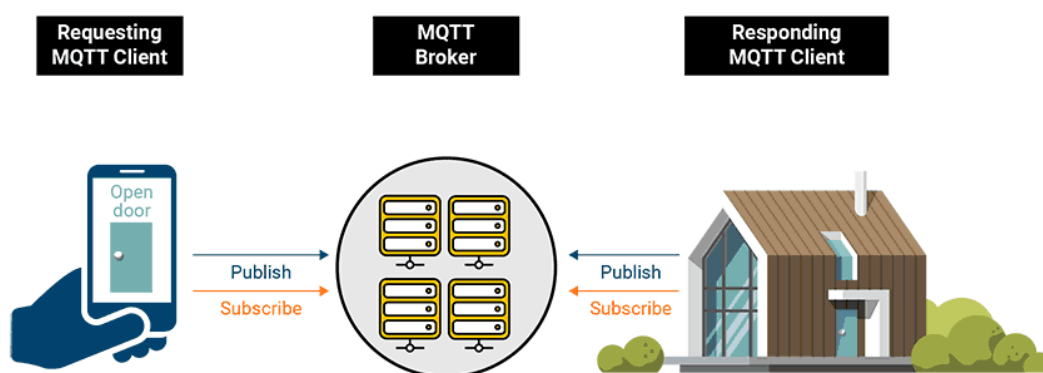 Requesting
MQTT Client
MQTT
Broker
Responding
MQTT Client
Open
door
Publish
Subscribe
Publish
Subscribe